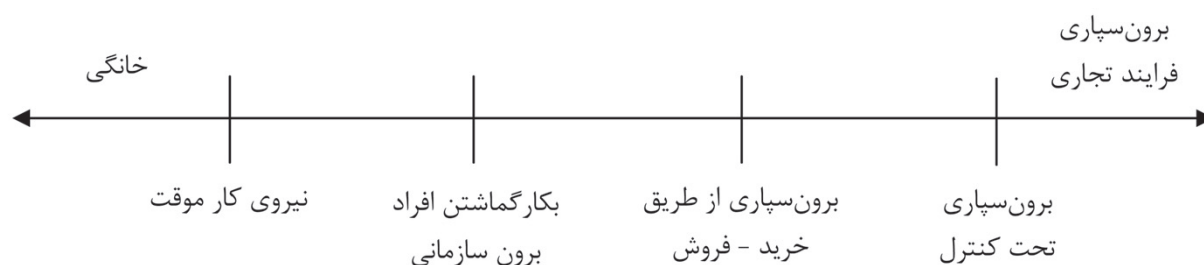 برون‌سپاری
فرایند تجاری
خانگی
برون‌سپاری
تحت کنترل
برون‌سپاری از طریق
خرید – فروش
بکارگماشتن افراد
برون سازمانی
نیروی کار موقت